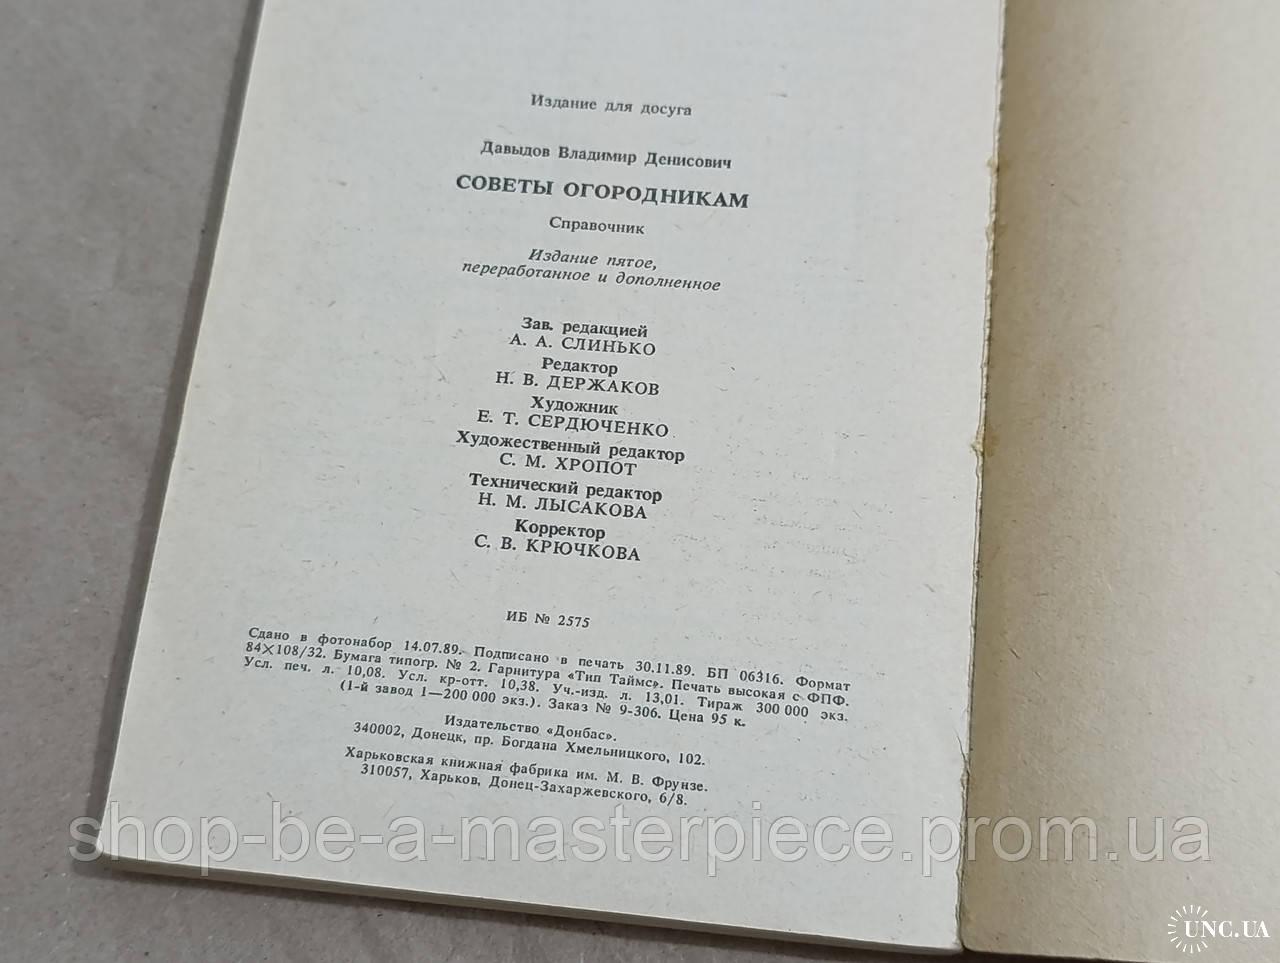 Издание для досуга
Давыдов Владимир Денисович
СОВЕТЫ ОГОРОДНИКАМ
Справочник
Издание пятое,
переработанное и дополненное
Зав. редакцией
А. А. СЛИНЬКО
Редактор
Н. В. ДЕРЖАКОВ
Художник
Е. Т. СЕРДЮЧЕНКО
Художественный редактор
С. М. ХРОПОТ
Технический редактор
Н. М. ЛЫСАКОВА
Корректор
С. В. КРЮЧКОВА
ИБ № 2575
Сдано в фотонабор 14.07.89. Подписано в печать 30.11.89. БП 06316. Формат
84×108/32. Бумага типогр. № 2. Гарнитура «Тип Таймс». Печать высокая с ФПФ.
Усл. печ. л. 10,08. Усл. кр-отт. 10,38. Уч.-изд. л. 13,01. Тираж 300 000 экз.
(1-й завод 1—200 000 экз.). Заказ № 9-306. Цена 95 к.
Издательство «Донбас».
340002, Донецк, пр. Богдана Хмельницкого, 102.
Харьковская книжная фабрика им. М. В. Фрунзе.
310057, Харьков, Донец-Захаржевского, 6/8.
shop-be-a-masterpiece.prom.ua
UNC.UA